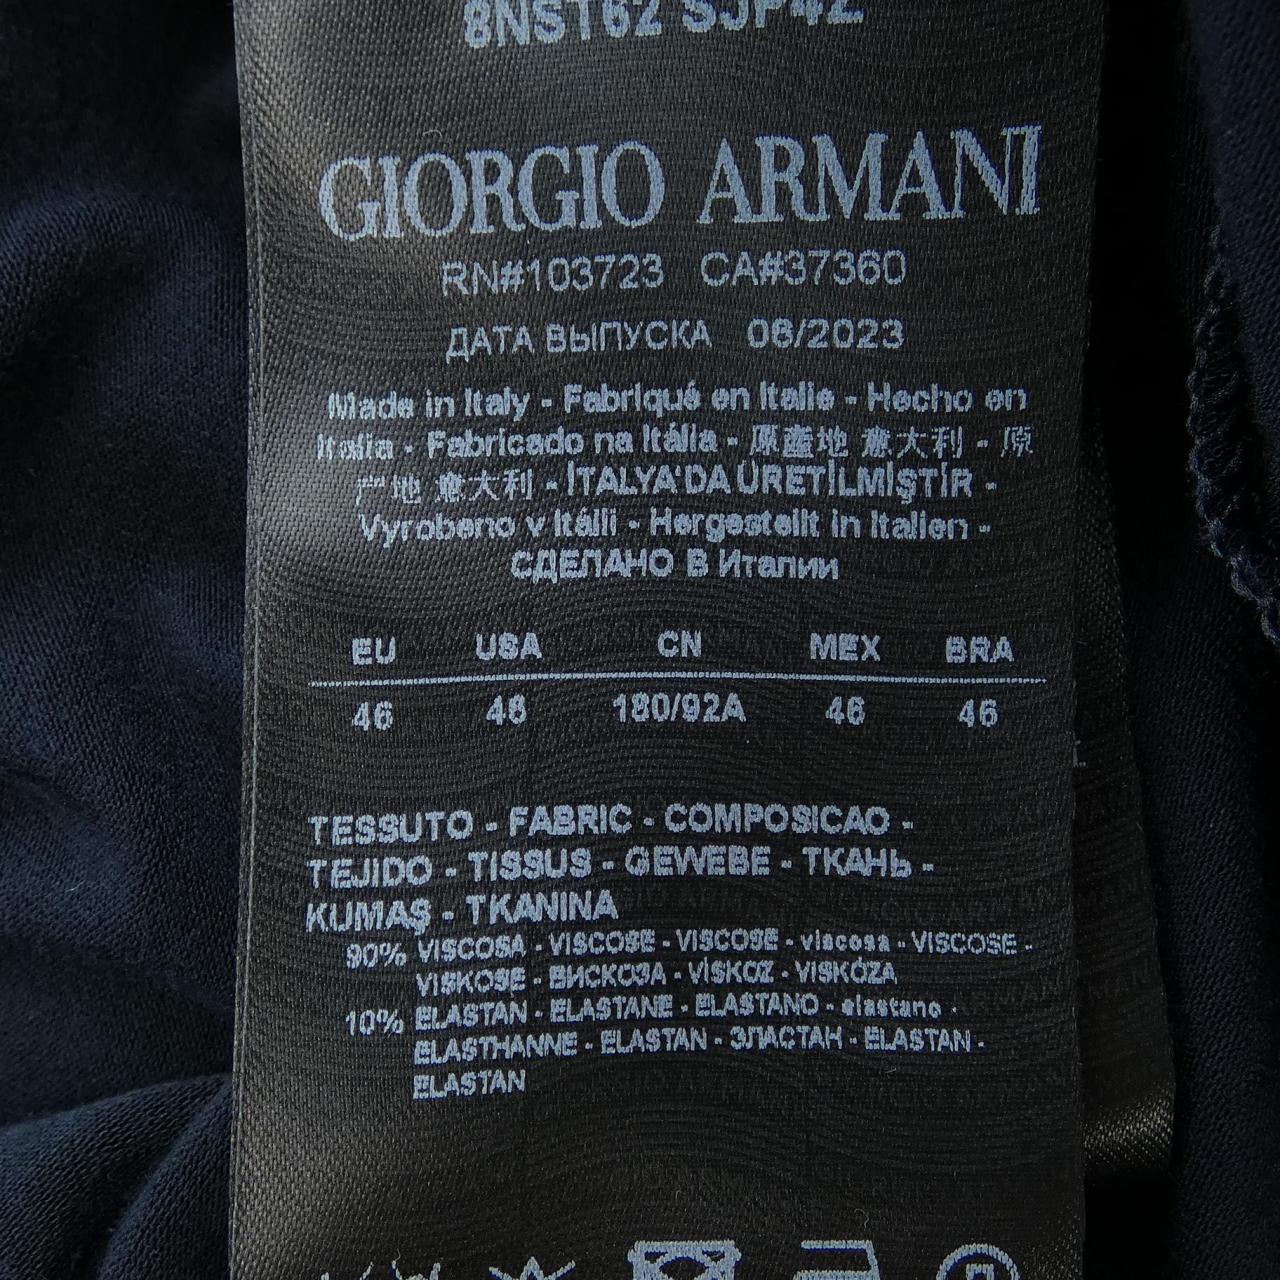 8NST62 SJP4Z
GIORGIO ARMANI
RN#103723 CA#37360
ДАТА ВЫПУСКА 06/2023
Made in Italy - Fabriqué en Italie - Hecho en
Italia - Fabricado na Itália - 原產地 意大利 - 原
产地 意大利 - İTALYA'DA ÜRETİLMİŞTİR -
Vyrobeno v Itálii - Hergestellt in Italien -
СДЕЛАНО В Италии
EU USA CN MEX BRA
46 46 180/92A 46 46
TESSUTO - FABRIC - COMPOSICAO -
TEJIDO - TISSUS - GEWEBE - ТКАНЬ -
KUMAŞ - TKANINA
90% VISCOSA - VISCOSE - VISCOSE - viscosa - VISCOSE -
VISKOSE - ВИСКОЗА - VİSKOZ - VISKÓZA
10% ELASTAN - ELASTANE - ELASTANO - elastano -
ELASTHANNE - ELASTAN - ЭЛАСТАН - ELASTAN -
ELASTAN